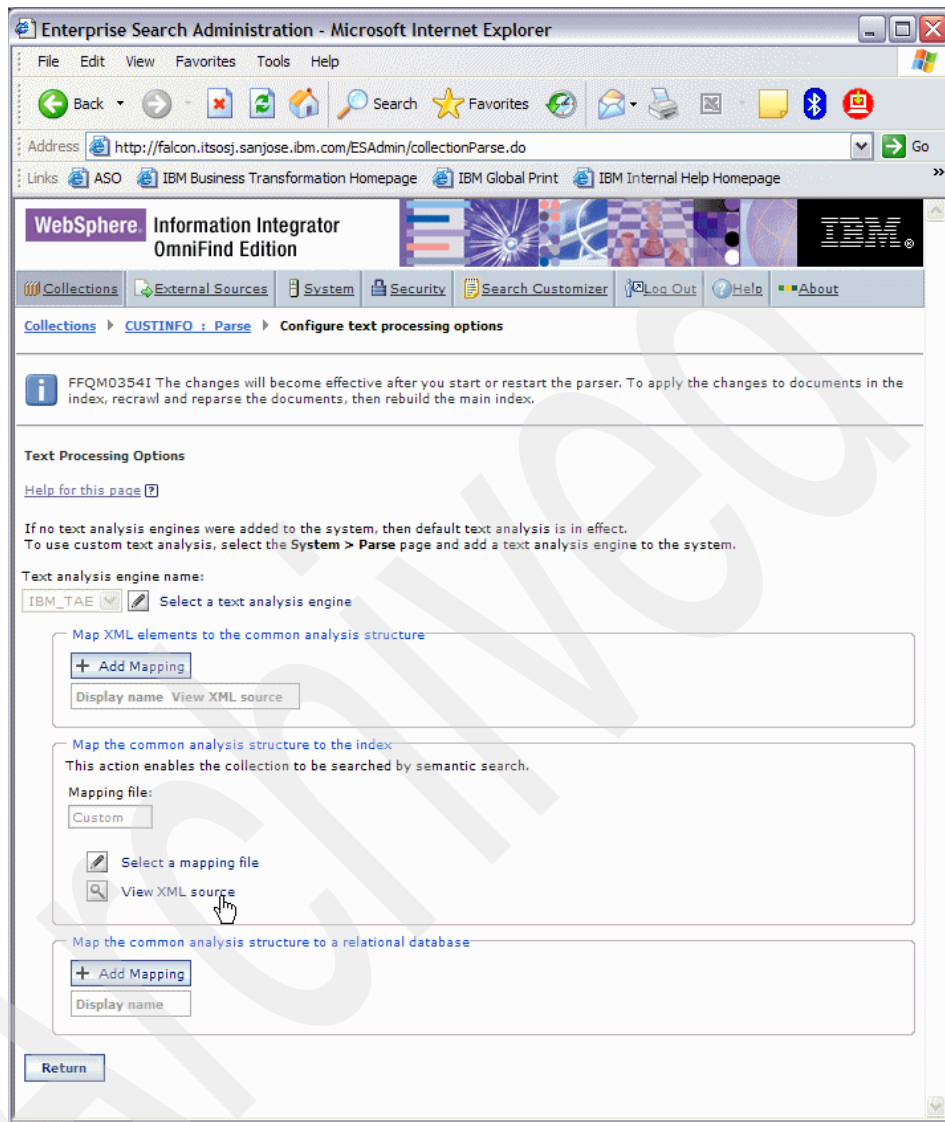 Enterprise Search Administration - Microsoft Internet Explorer
File Edit View Favorites Tools Help
Back Search Favorites
Address http://falcon.itsosj.sanjose.ibm.com/ESAdmin/collectionParse.do Go
Links ASO IBM Business Transformation Homepage IBM Global Print IBM Internal Help Homepage »
WebSphere. Information Integrator
OmniFind Edition
IBM®
Collections External Sources System Security Search Customizer Log Out Help About
Collections CUSTINFO : Parse Configure text processing options
FFQM0354I The changes will become effective after you start or restart the parser. To apply the changes to documents in the
index, recrawl and reparse the documents, then rebuild the main index.
Text Processing Options
Help for this page ?
If no text analysis engines were added to the system, then default text analysis is in effect.
To use custom text analysis, select the System > Parse page and add a text analysis engine to the system.
Text analysis engine name:
IBM_TAE Select a text analysis engine
Map XML elements to the common analysis structure
+ Add Mapping
Display name View XML source
Map the common analysis structure to the index
This action enables the collection to be searched by semantic search.
Mapping file:
Custom
Select a mapping file
View XML source
Map the common analysis structure to a relational database
+ Add Mapping
Display name
Return
Archived